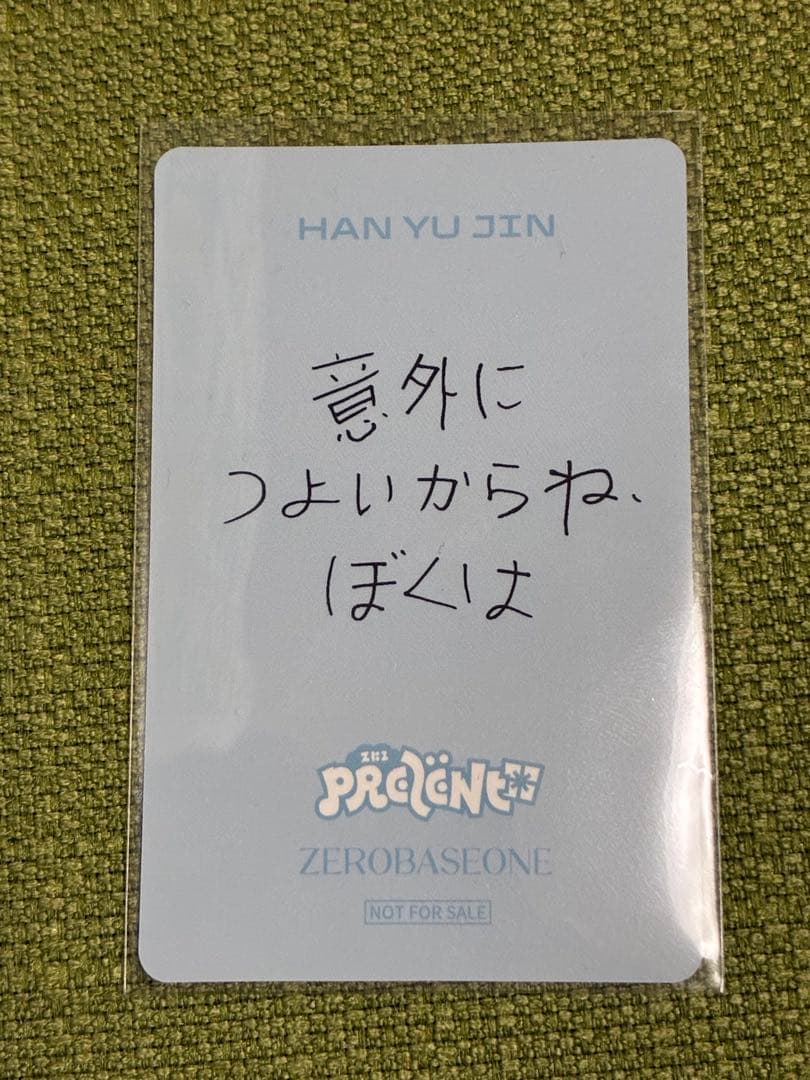 HAN YU JIN
意外に
つよいからね、
ぼくは
PREZENT
ZEROBASEONE
NOT FOR SALE